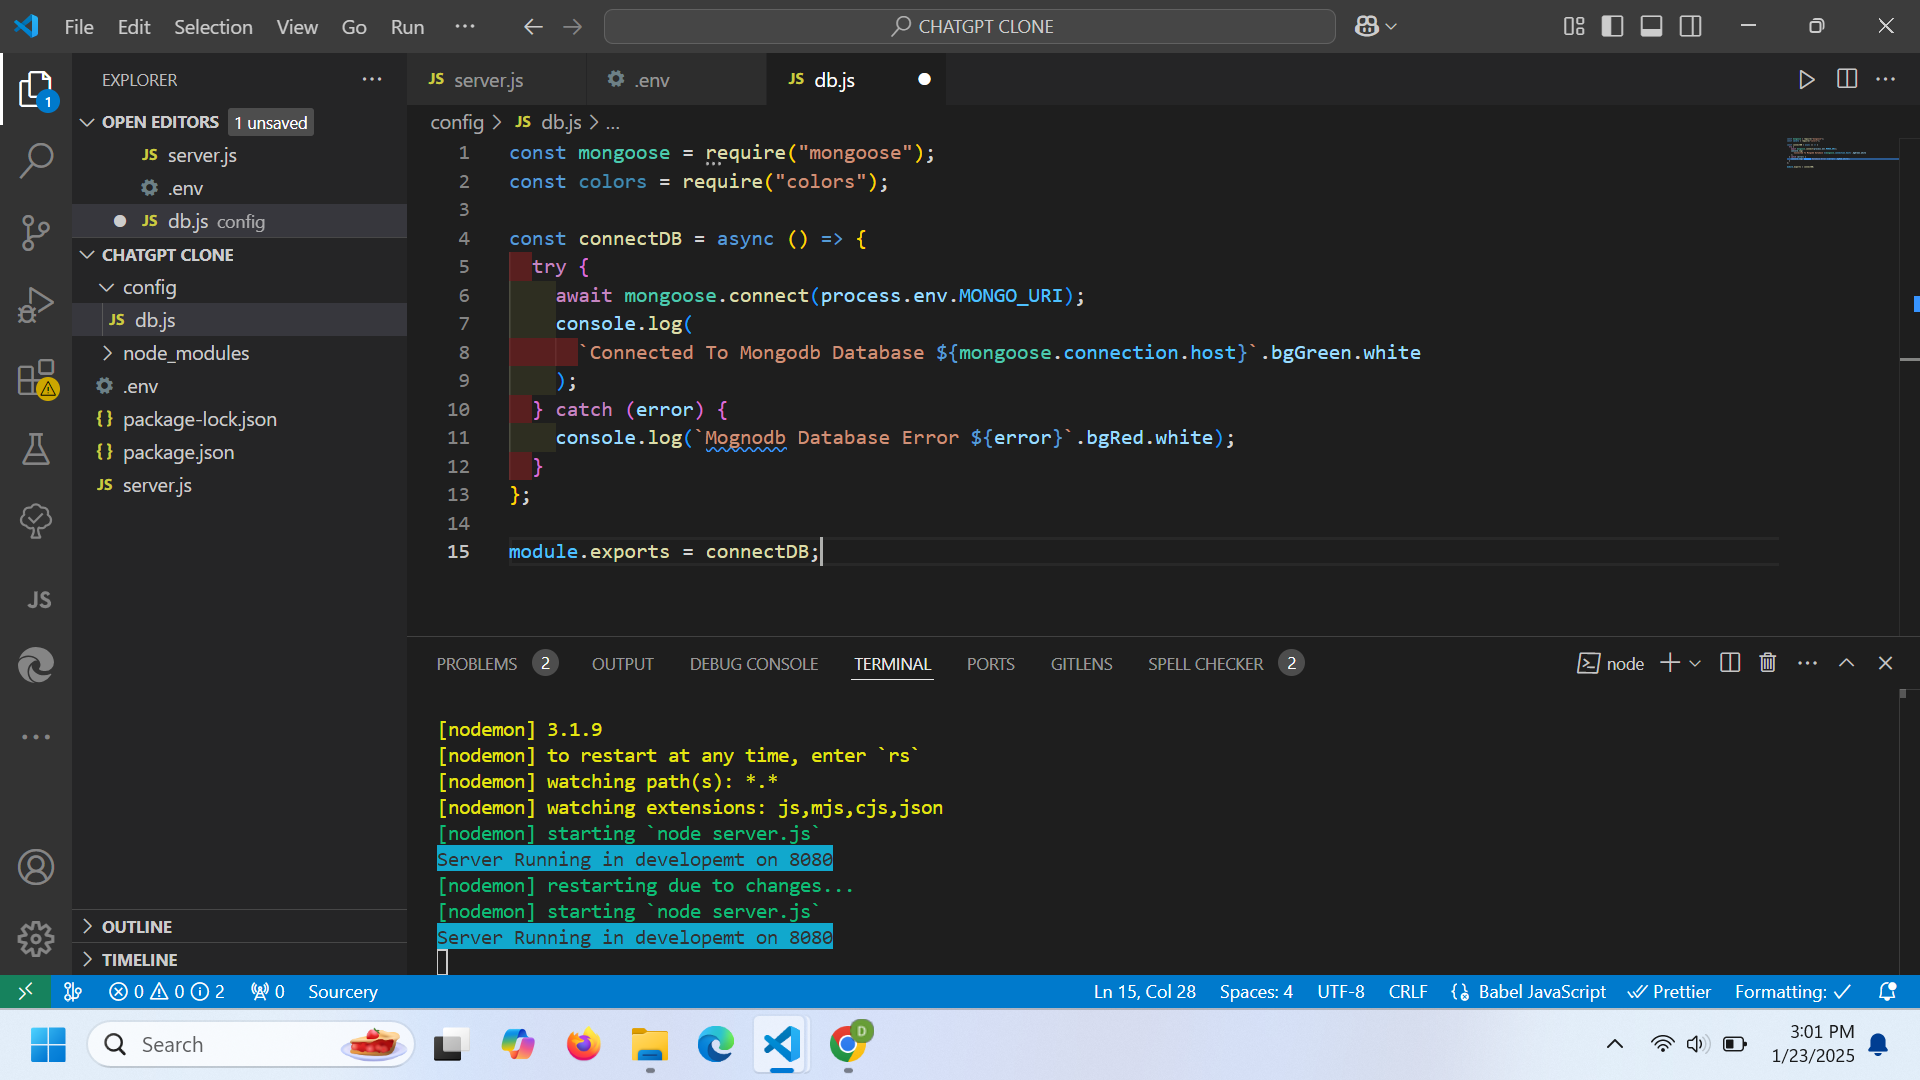 File Edit Selection View Go Run ··· CHATGPT CLONE
EXPLORER ···
OPEN EDITORS 1 unsaved
JS server.js
.env
JS db.js config
CHATGPT CLONE
config
JS db.js
node_modules
.env
{} package-lock.json
{} package.json
JS server.js
OUTLINE
TIMELINE
1
JS
JS server.js .env JS db.js
config > JS db.js > ...
1 const mongoose = require("mongoose");
2 const colors = require("colors");
3
4 const connectDB = async () => {
5 try {
6 await mongoose.connect(process.env.MONGO_URI);
7 console.log(
8 `Connected To Mongodb Database ${mongoose.connection.host}`.bgGreen.white
9 );
10 } catch (error) {
11 console.log(`Mognodb Database Error ${error}`.bgRed.white);
12 }
13 };
14
15 module.exports = connectDB;
PROBLEMS 2 OUTPUT DEBUG CONSOLE TERMINAL PORTS GITLENS SPELL CHECKER 2 node
[nodemon] 3.1.9
[nodemon] to restart at any time, enter `rs`
[nodemon] watching path(s): *.*
[nodemon] watching extensions: js,mjs,cjs,json
[nodemon] starting `node server.js`
Server Running in developemt on 8080
[nodemon] restarting due to changes...
[nodemon] starting `node server.js`
Server Running in developemt on 8080
0 0 2 0 Sourcery Ln 15, Col 28 Spaces: 4 UTF-8 CRLF Babel JavaScript Prettier Formatting: ✓
Search D 3:01 PM
1/23/2025